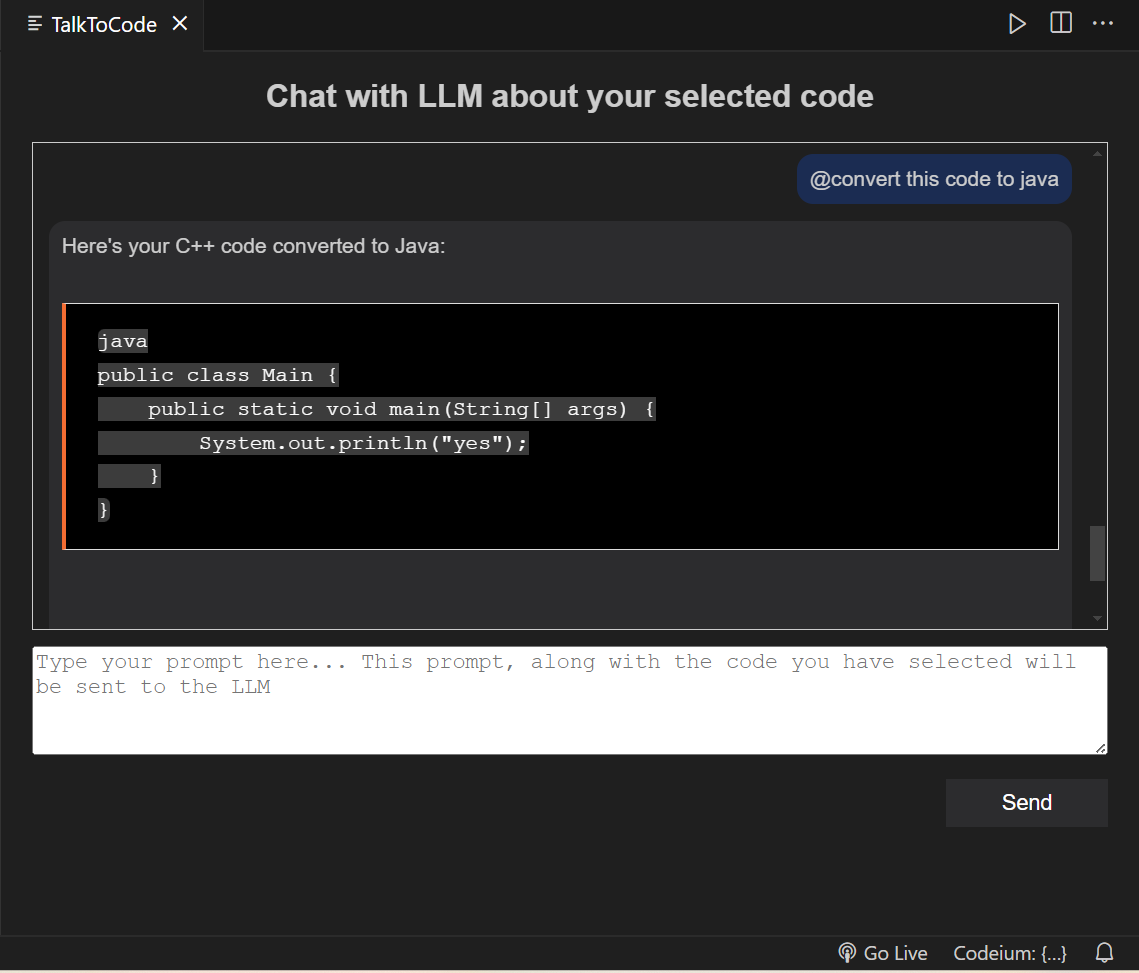 TalkToCode
Chat with LLM about your selected code
@convert this code to java
Here's your C++ code converted to Java:
java
public class Main {
    public static void main(String[] args) {
        System.out.println("yes");
    }
}
Type your prompt here... This prompt, along with the code you have selected will
be sent to the LLM
Send
Go Live Codeium: {...}